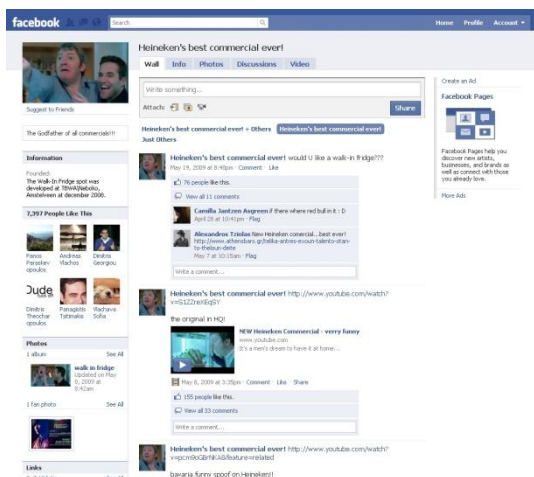 facebook
Search
Home Profile Account
Heineken's best commercial ever!
Wall Info Photos Discussions Video
Write something...
Attach:
Share
Heineken's best commercial ever! + Others Heineken's best commercial ever!
Just Others
Suggest to Friends
The Godfather of all commercials!!!
Information
Founded:
The Walk-In Fridge spot was
developed at TBWA\Neboko,
Amstelveen at december 2008.
7,397 People Like This
Panos
Paraskev
opoulos
Andreas
Vlachos
Dimitris
Georgiou
Dude
Dimitris
Theochar
opoulos
Panagiotis
Tsitinakis
Vlachava
Sofia
Photos
1 album See All
walk in fridge
Updated on May
8, 2009 at
8:42am
1 fan photo See All
Links
Heineken's best commercial ever! would U like a walk-in fridge???
May 19, 2009 at 8:48pm · Comment · Like
76 people like this.
View all 11 comments
Camilla Jantzen Aagreen if there where red bul in it : D
April 28 at 10:41pm · Flag
Alexandros Tziolas New Heineken comercial...best ever!
May 7 at 10:15am · Flag
Write a comment...
Heineken's best commercial ever! http://www.youtube.com/watch?
the original in HQ!
NEW Heineken Commercial - verry funny
www.youtube.com
It's a men's dream to have it at home...
May 8, 2009 at 3:35pm · Comment · Like · Share
155 people like this.
View all 33 comments
Write a comment...
Heineken's best commercial ever! http://www.youtube.com/watch?
bavaria funny spoof on Heineken!!
Create an Ad
Facebook Pages
Facebook Pages help you
discover new artists,
businesses, and brands as
well as connect with those
you already love.
More Ads